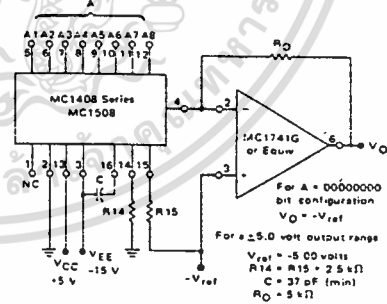 A
A1 A2 A3 A4 A5 A6 A7 A8
5 6 7 8 9 10 11 12
MC1408 Series
MC1508
4
RO
2
3
6
VO
MC1741G
or Equiv
1 2 13 3 16 14 15
NC
C
R14 R15
VCC
+5 V
VEE
-15 V
-Vref
For A = 00000000
bit configuration
VO = -Vref
For a ±5.0 volt output range
Vref = -5.00 volts
R14 = R15 = 2.5 kΩ
C = 37 pF (min)
RO = 5 kΩ